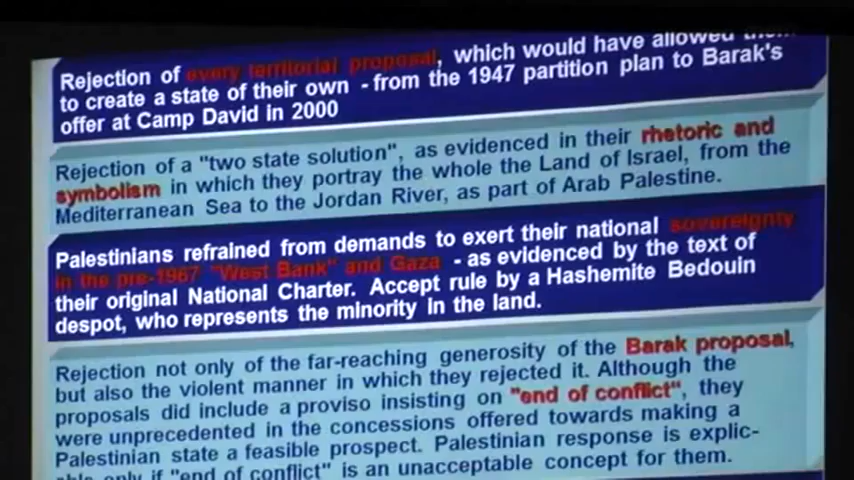 Rejection of every territorial proposal, which would have allowed them
to create a state of their own - from the 1947 partition plan to Barak's
offer at Camp David in 2000
Rejection of a "two state solution", as evidenced in their rhetoric and
symbolism in which they portray the whole the Land of Israel, from the
Mediterranean Sea to the Jordan River, as part of Arab Palestine.
Palestinians refrained from demands to exert their national sovereignty
in the pre-1967 "West Bank" and Gaza - as evidenced by the text of
their original National Charter. Accept rule by a Hashemite Bedouin
despot, who represents the minority in the land.
Rejection not only of the far-reaching generosity of the Barak proposal,
but also the violent manner in which they rejected it. Although the
proposals did include a proviso insisting on "end of conflict", they
were unprecedented in the concessions offered towards making a
Palestinian state a feasible prospect. Palestinian response is explic-
able only if "end of conflict" is an unacceptable concept for them.